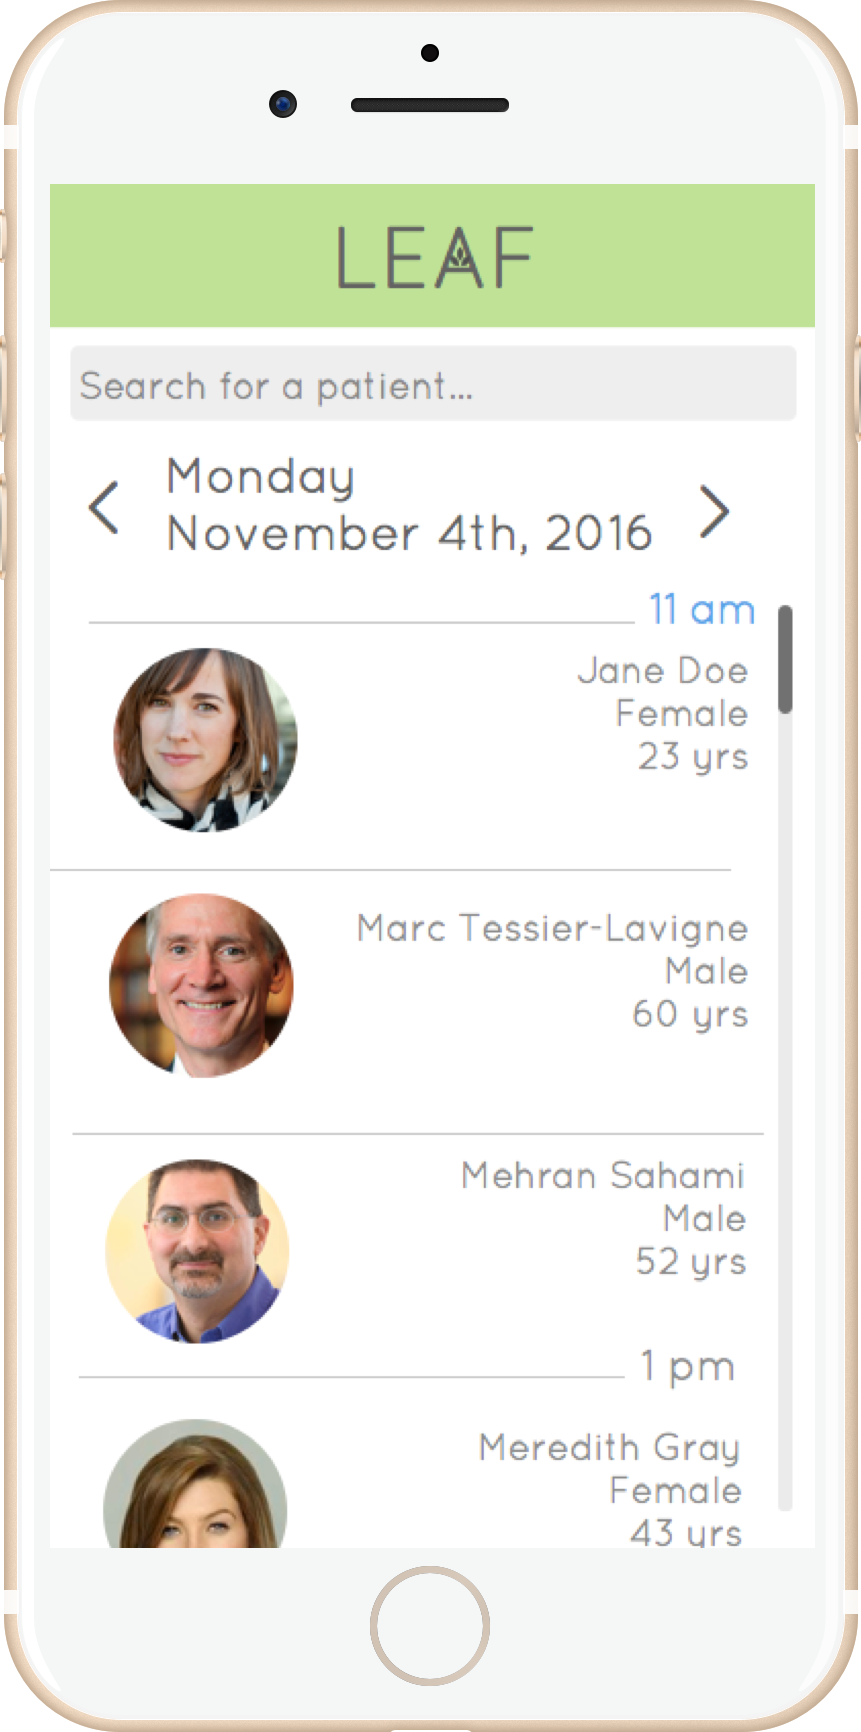 LEAF
Search for a patient...
Monday
November 4th, 2016
11 am
Jane Doe
Female
23 yrs
Marc Tessier-Lavigne
Male
60 yrs
Mehran Sahami
Male
52 yrs
1 pm
Meredith Gray
Female
43 yrs